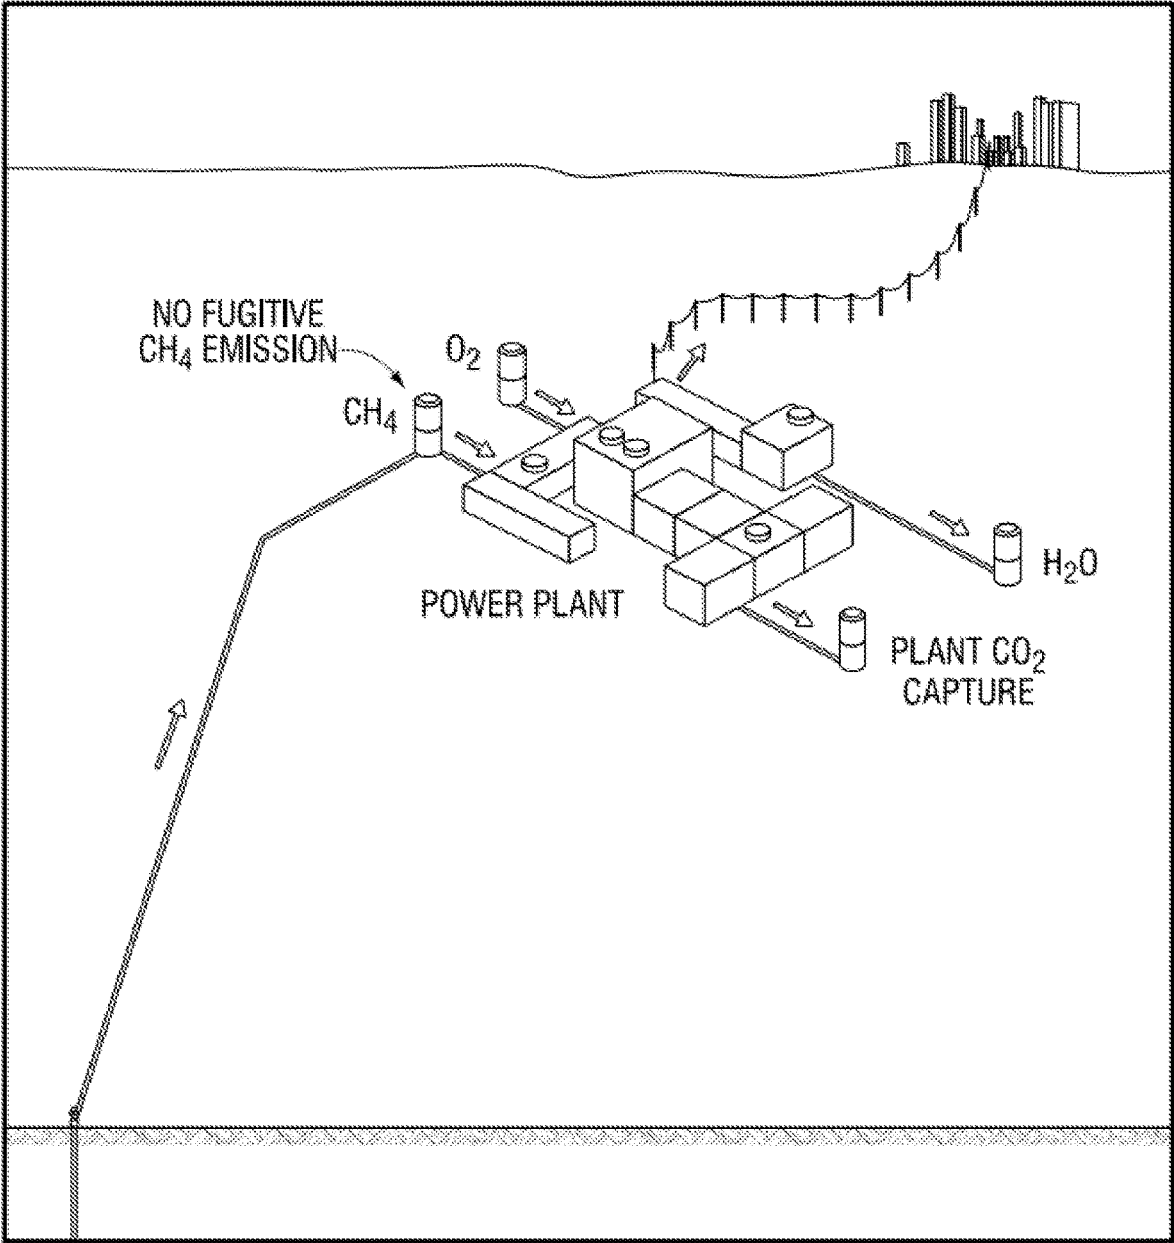 NO FUGITIVE
CH₄ EMISSION
O₂
CH₄
H₂O
POWER PLANT
PLANT CO₂
CAPTURE